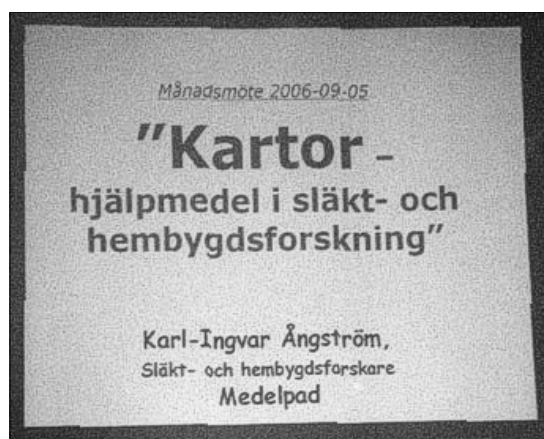 Månadsmöte 2006-09-05
"Kartor –
hjälpmedel i släkt- och
hembygdsforskning"
Karl-Ingvar Ångström,
Släkt- och hembygdsforskare
Medelpad